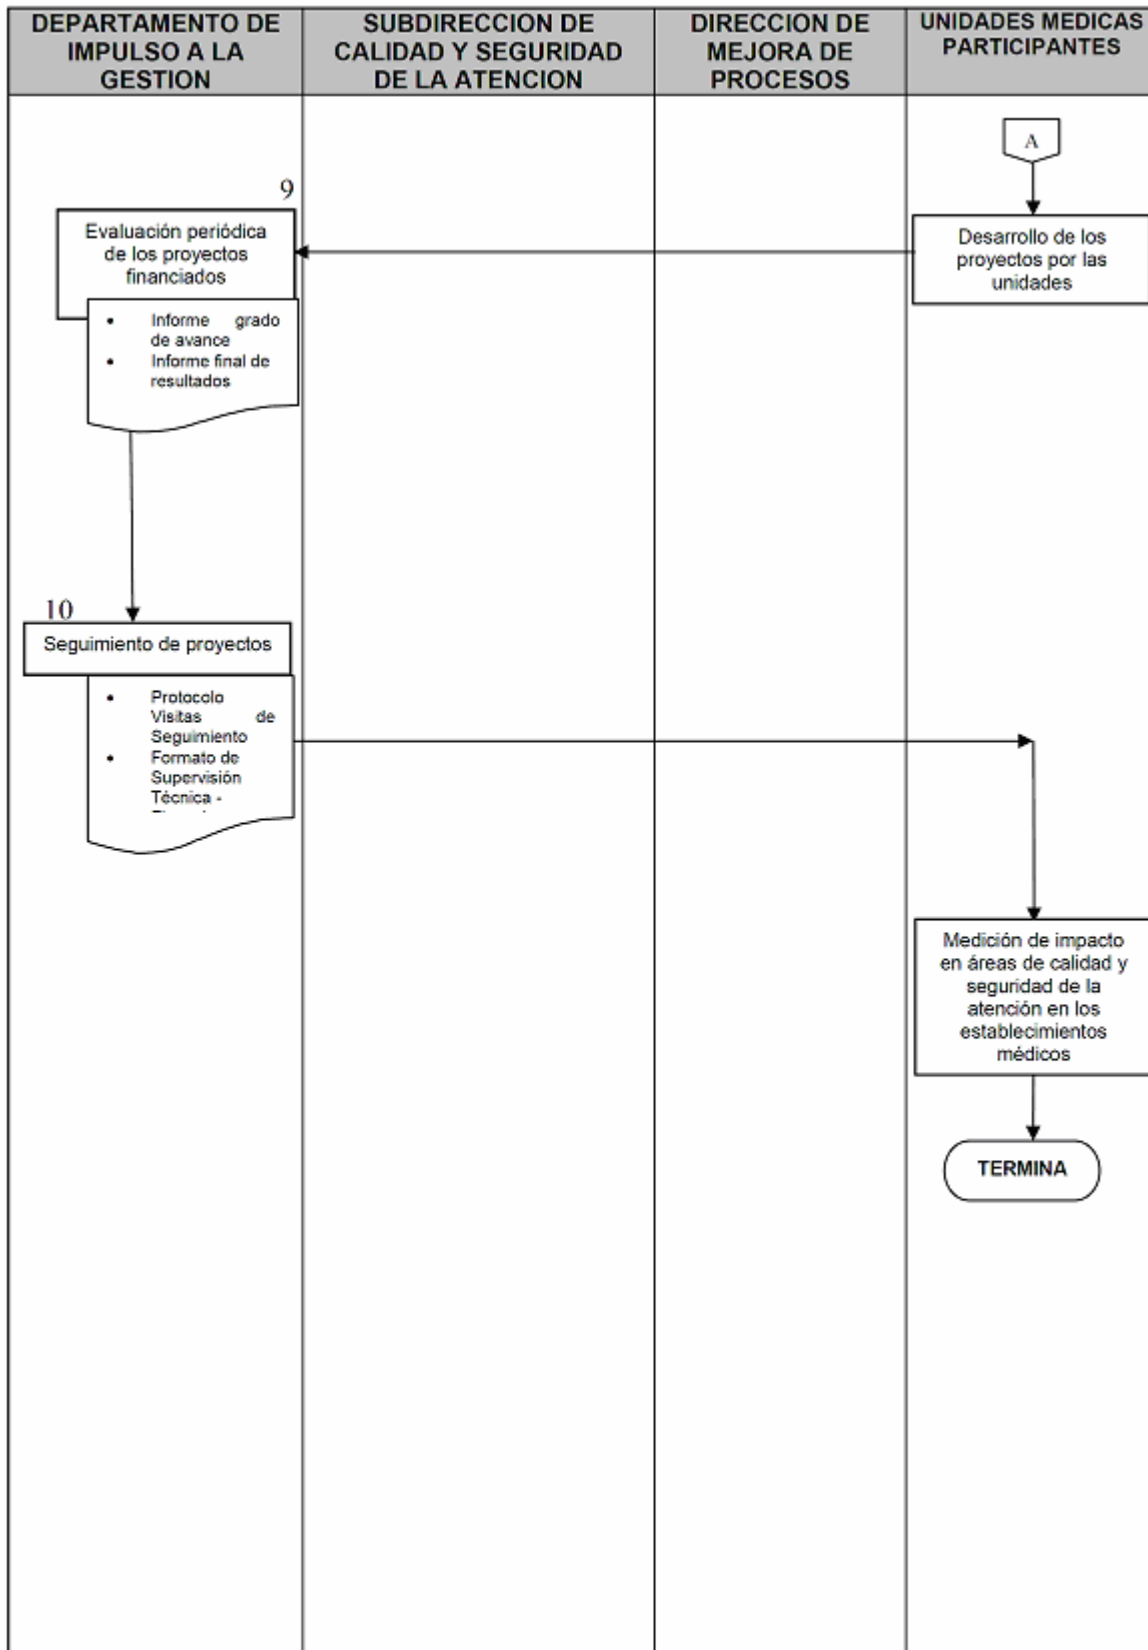 DEPARTAMENTO DE
IMPULSO A LA
GESTION
SUBDIRECCION DE
CALIDAD Y SEGURIDAD
DE LA ATENCION
DIRECCION DE
MEJORA DE
PROCESOS
UNIDADES MEDICAS
PARTICIPANTES
A
Desarrollo de los
proyectos por las
unidades
9
Evaluación periódica
de los proyectos
financiados
• Informe grado
de avance
• Informe final de
resultados
10
Seguimiento de proyectos
• Protocolo
Visitas de
Seguimiento
• Formato de
Supervisión
Técnica -
Medición de impacto
en áreas de calidad y
seguridad de la
atención en los
establecimientos
médicos
TERMINA